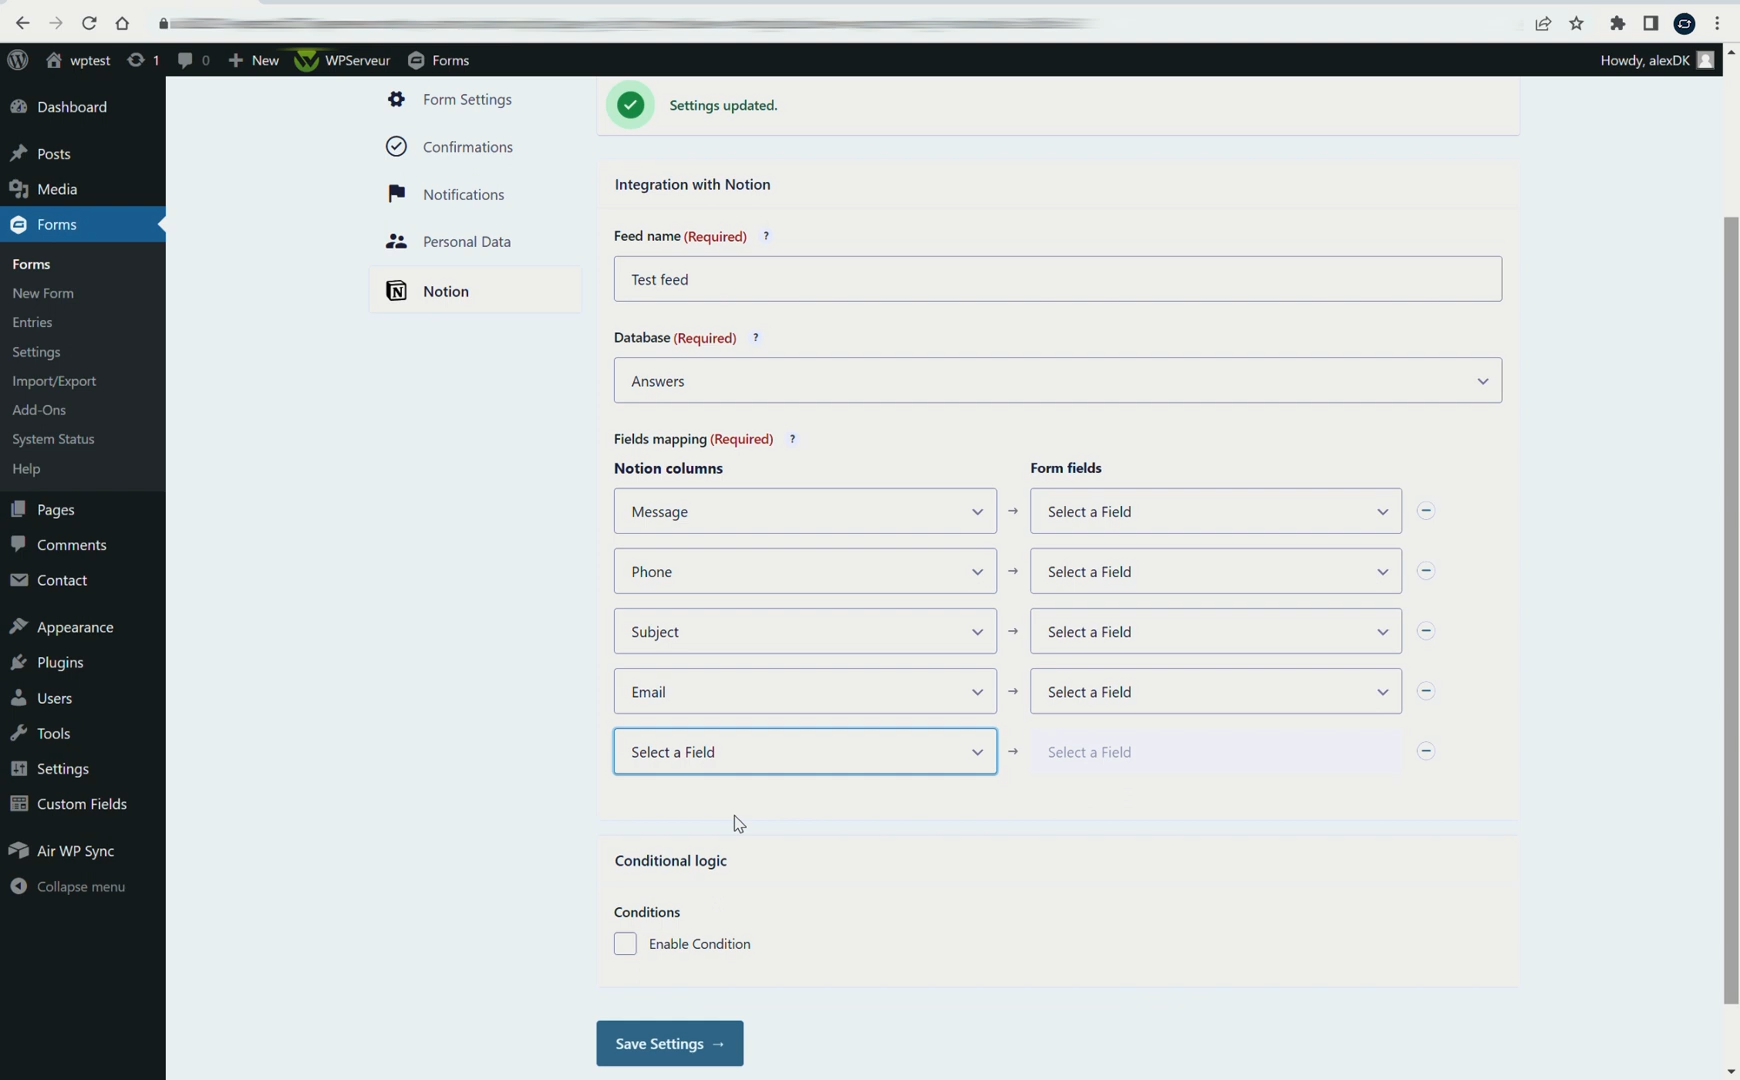 wptest 1 0 New WPServeur Forms Howdy, alexDK
Dashboard
Posts
Media
Forms
Forms
New Form
Entries
Settings
Import/Export
Add-Ons
System Status
Help
Pages
Comments
Contact
Appearance
Plugins
Users
Tools
Settings
Custom Fields
Air WP Sync
Collapse menu
Form Settings
Confirmations
Notifications
Personal Data
Notion
Settings updated.
Integration with Notion
Feed name (Required) ?
Test feed
Database (Required) ?
Answers
Fields mapping (Required) ?
Notion columns Form fields
Message → Select a Field
Phone → Select a Field
Subject → Select a Field
Email → Select a Field
Select a Field → Select a Field
Conditional logic
Conditions
Enable Condition
Save Settings →